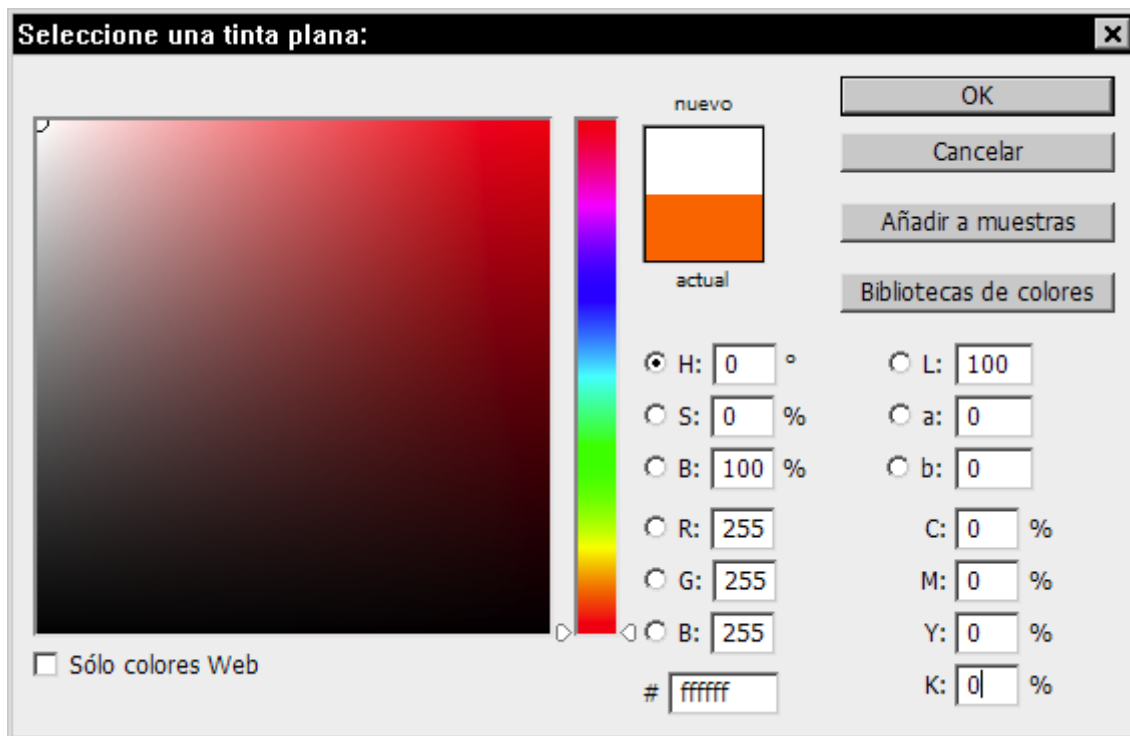 Seleccione una tinta plana:
nuevo
actual
OK
Cancelar
Añadir a muestras
Bibliotecas de colores
H: 0 °
S: 0 %
B: 100 %
R: 255
G: 255
B: 255
# ffffff
L: 100
a: 0
b: 0
C: 0 %
M: 0 %
Y: 0 %
K: 0 %
Sólo colores Web